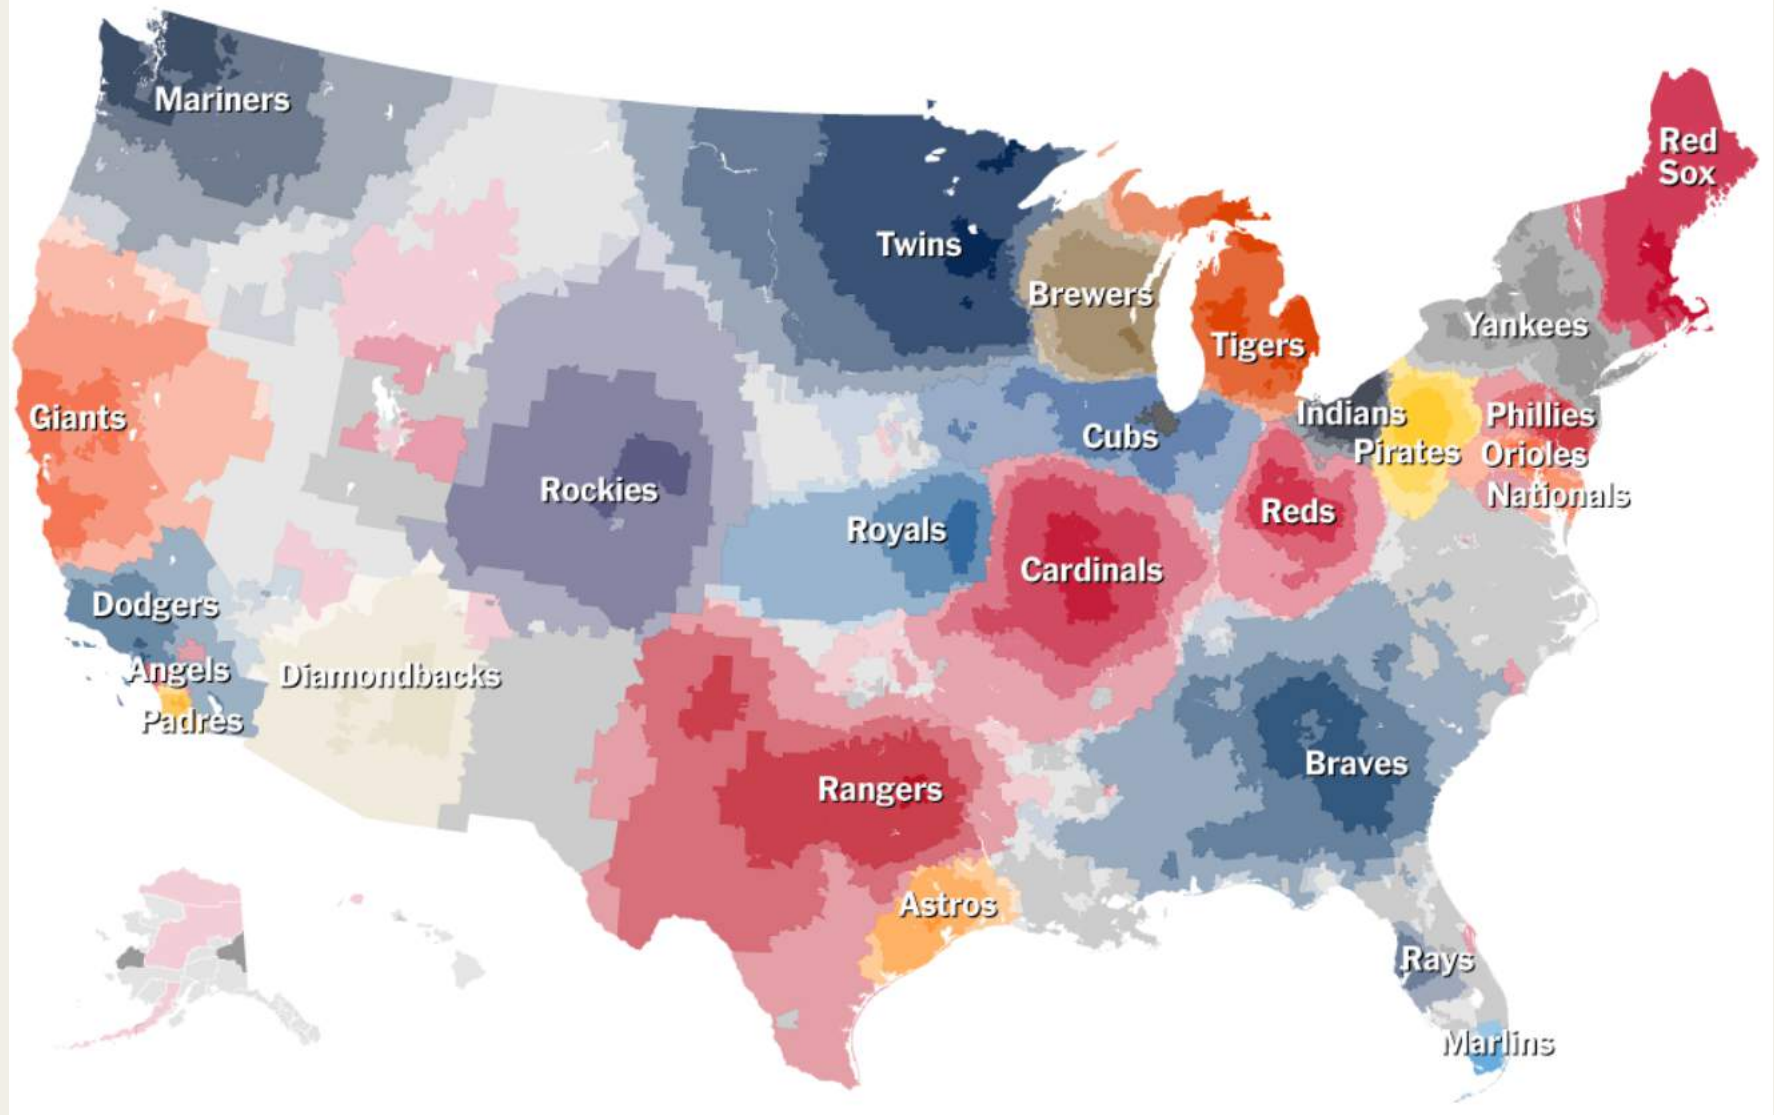 Mariners
Red
Sox
Twins
Brewers
Yankees
Tigers
Giants
Indians
Phillies
Cubs
Pirates
Orioles
Rockies
Nationals
Reds
Royals
Cardinals
Dodgers
Angels
Diamondbacks
Padres
Braves
Rangers
Astros
Rays
Marlins